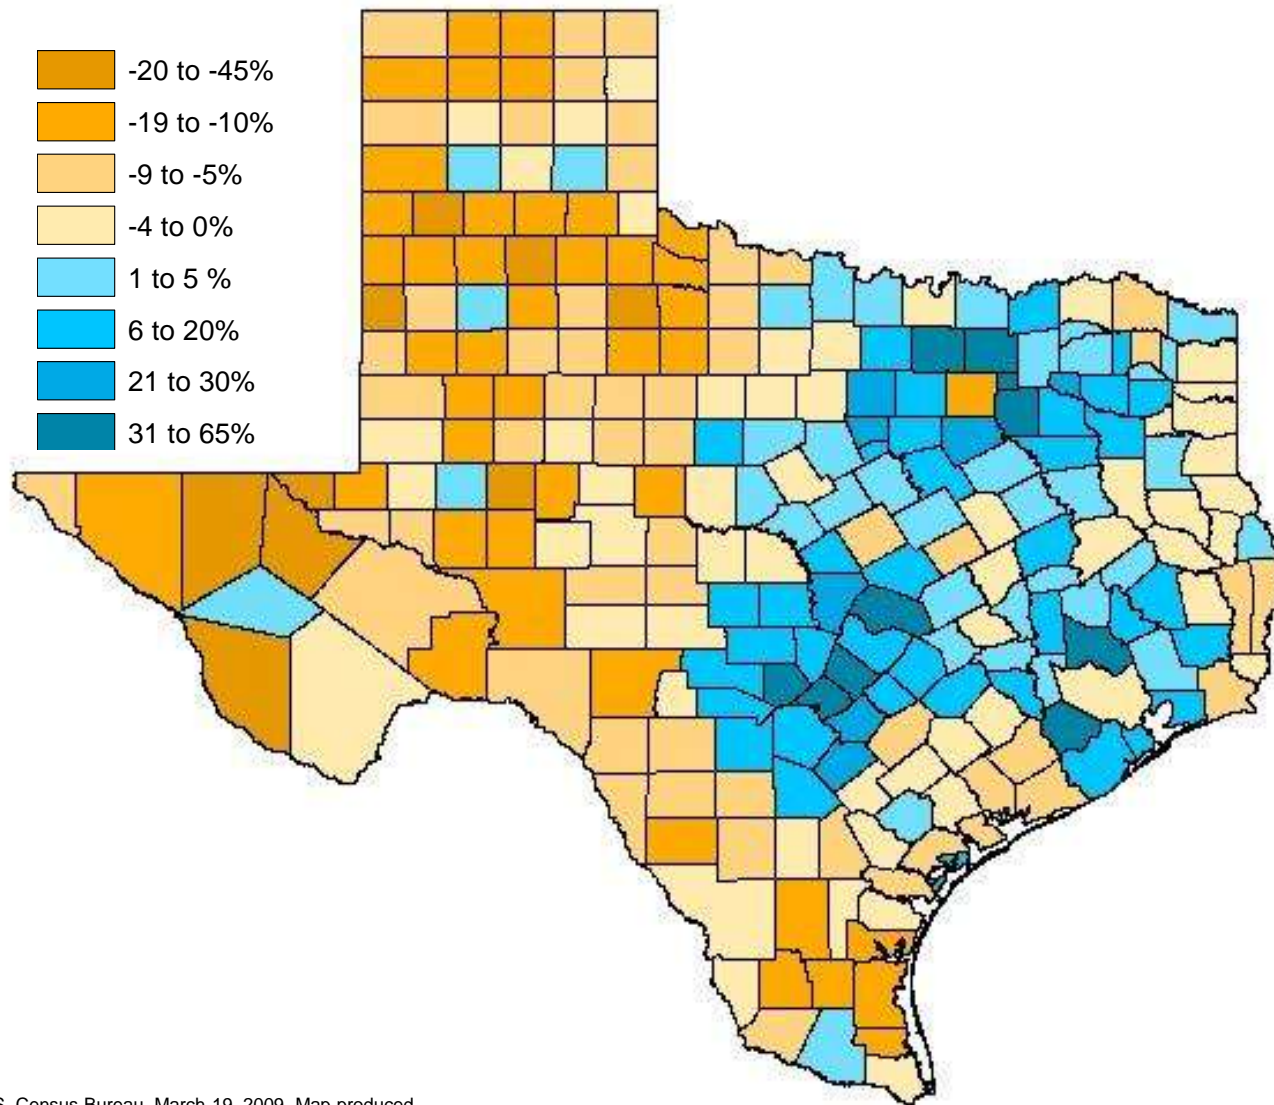 -20 to -45%
-19 to -10%
-9 to -5%
-4 to 0%
1 to 5 %
6 to 20%
21 to 30%
31 to 65%
Census Bureau, March 19, 2009. Map produced